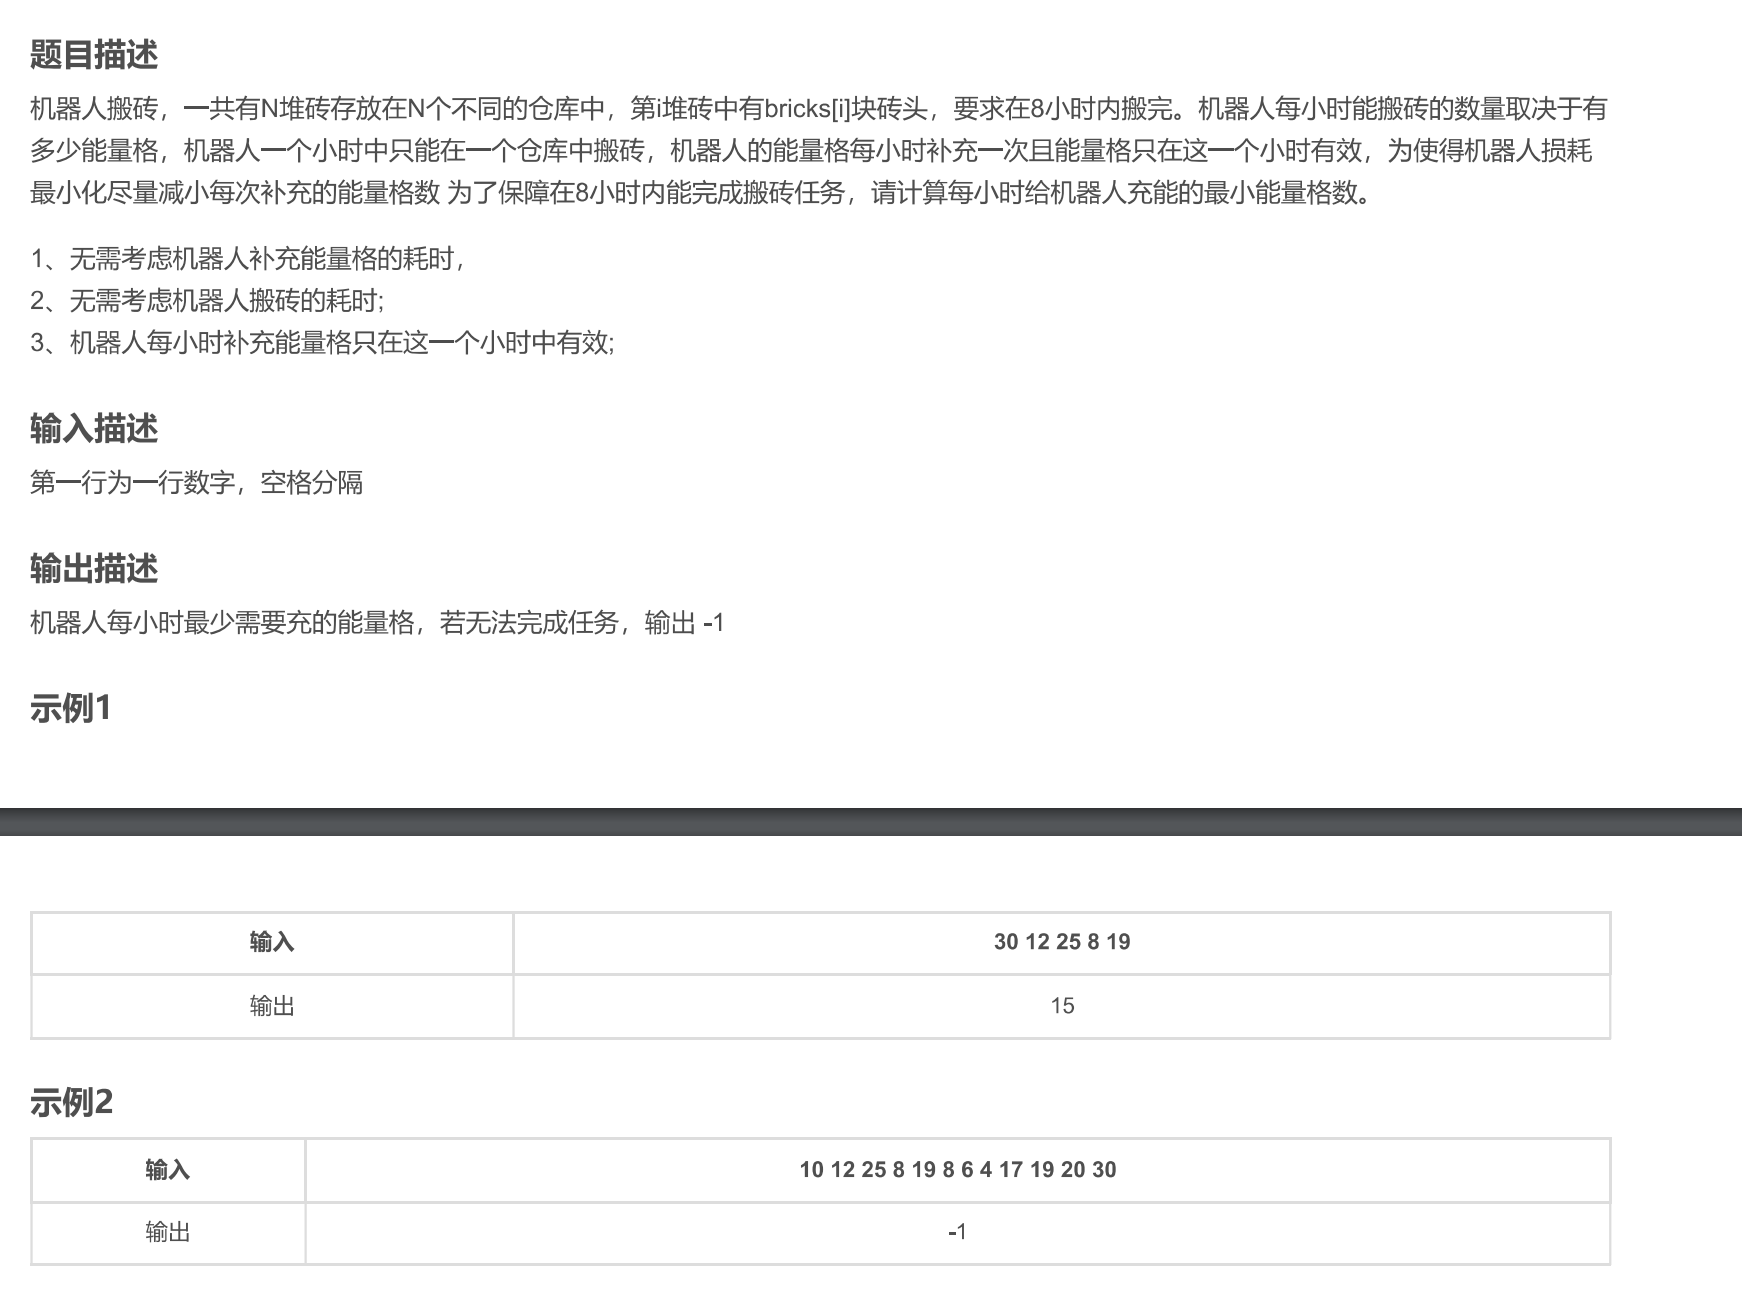 题目描述
机器人搬砖，一共有N堆砖存放在N个不同的仓库中，第i堆砖中有bricks[i]块砖头，要求在8小时内搬完。机器人每小时能搬砖的数量取决于有
多少能量格，机器人一个小时中只能在一个仓库中搬砖，机器人的能量格每小时补充一次且能量格只在这一个小时有效，为使得机器人损耗
最小化尽量减小每次补充的能量格数 为了保障在8小时内能完成搬砖任务，请计算每小时给机器人充能的最小能量格数。
1、无需考虑机器人补充能量格的耗时，
2、无需考虑机器人搬砖的耗时;
3、机器人每小时补充能量格只在这一个小时中有效;
输入描述
第一行为一行数字，空格分隔
输出描述
机器人每小时最少需要充的能量格，若无法完成任务，输出 -1
示例1
输入 30 12 25 8 19
输出 15
示例2
输入 10 12 25 8 19 8 6 4 17 19 20 30
输出 -1